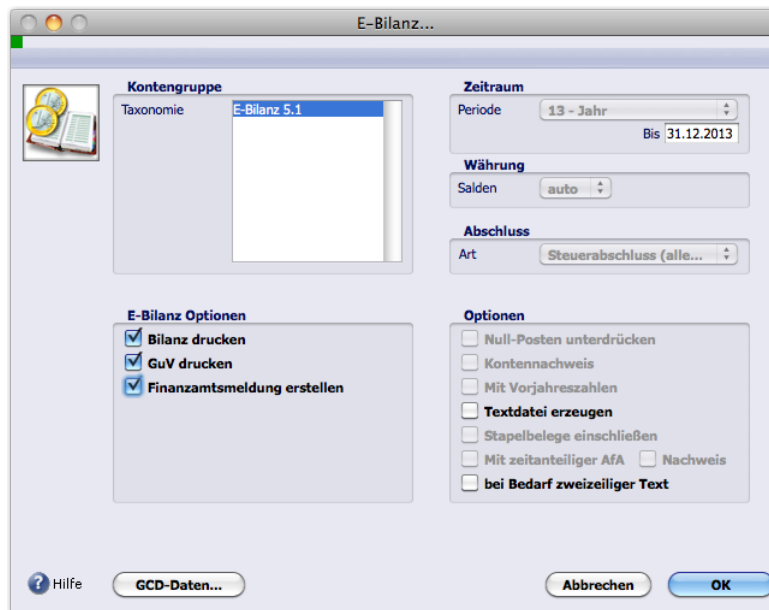 E-Bilanz...
Kontengruppe
Taxonomie
E-Bilanz 5.1
Zeitraum
Periode
13 - Jahr
Bis 31.12.2013
Währung
Salden
auto
Abschluss
Art
Steuerabschluss (alle...
E-Bilanz Optionen
Bilanz drucken
GuV drucken
Finanzamtsmeldung erstellen
Optionen
Null-Posten unterdrücken
Kontennachweis
Mit Vorjahreszahlen
Textdatei erzeugen
Stapelbelege einschließen
Mit zeitanteiliger AfA Nachweis
bei Bedarf zweizeiliger Text
Hilfe
GCD-Daten...
Abbrechen
OK